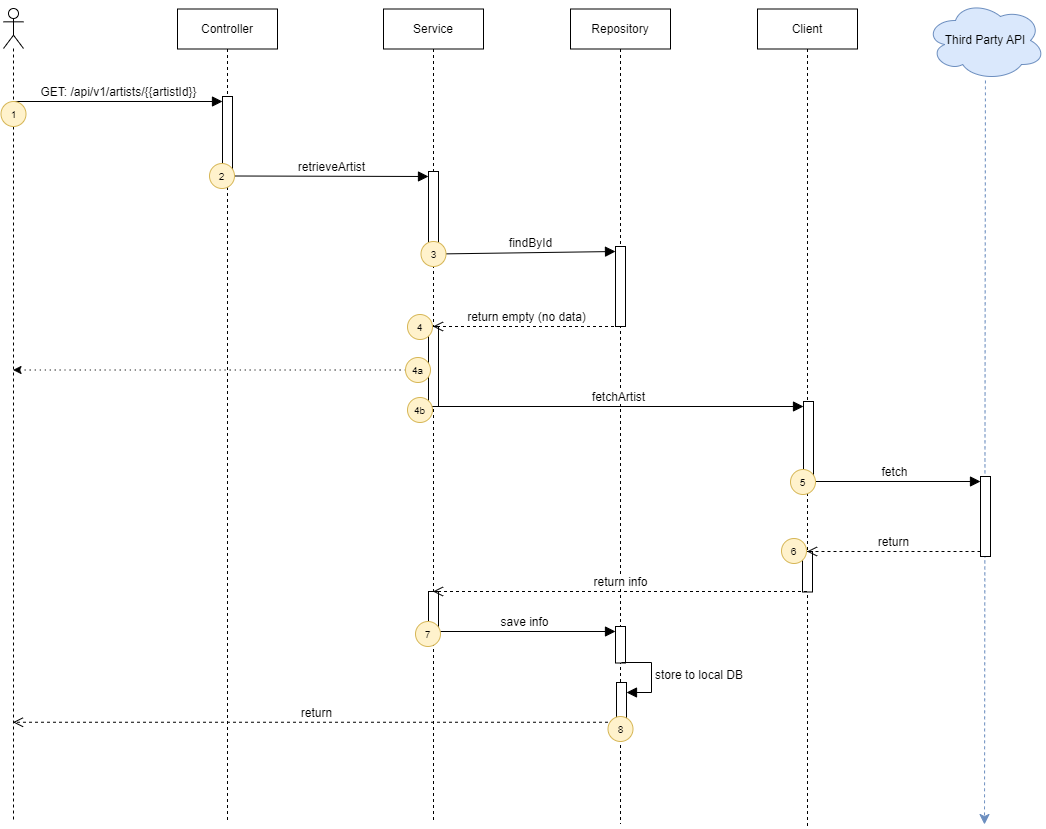 Controller
Service
Repository
Client
Third Party API
GET: /api/v1/artists/{{artistId}}
1
retrieveArtist
2
findById
3
return empty (no data)
4
4a
fetchArtist
4b
fetch
5
return
6
return info
save info
7
store to local DB
return
8